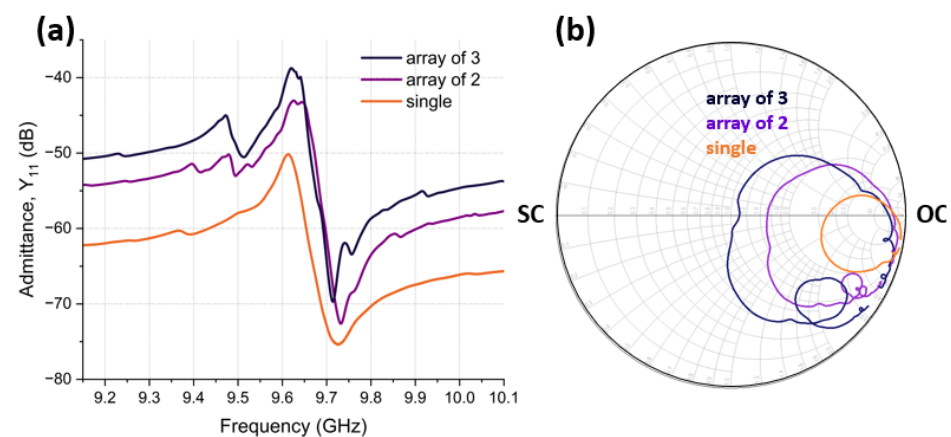 (a)
−40
−50
−60
−70
−80
Admittance, Y11 (dB)
array of 3
array of 2
single
9.2 9.3 9.4 9.5 9.6 9.7 9.8 9.9 10.0 10.1
Frequency (GHz)
(b)
array of 3
array of 2
single
SC
OC